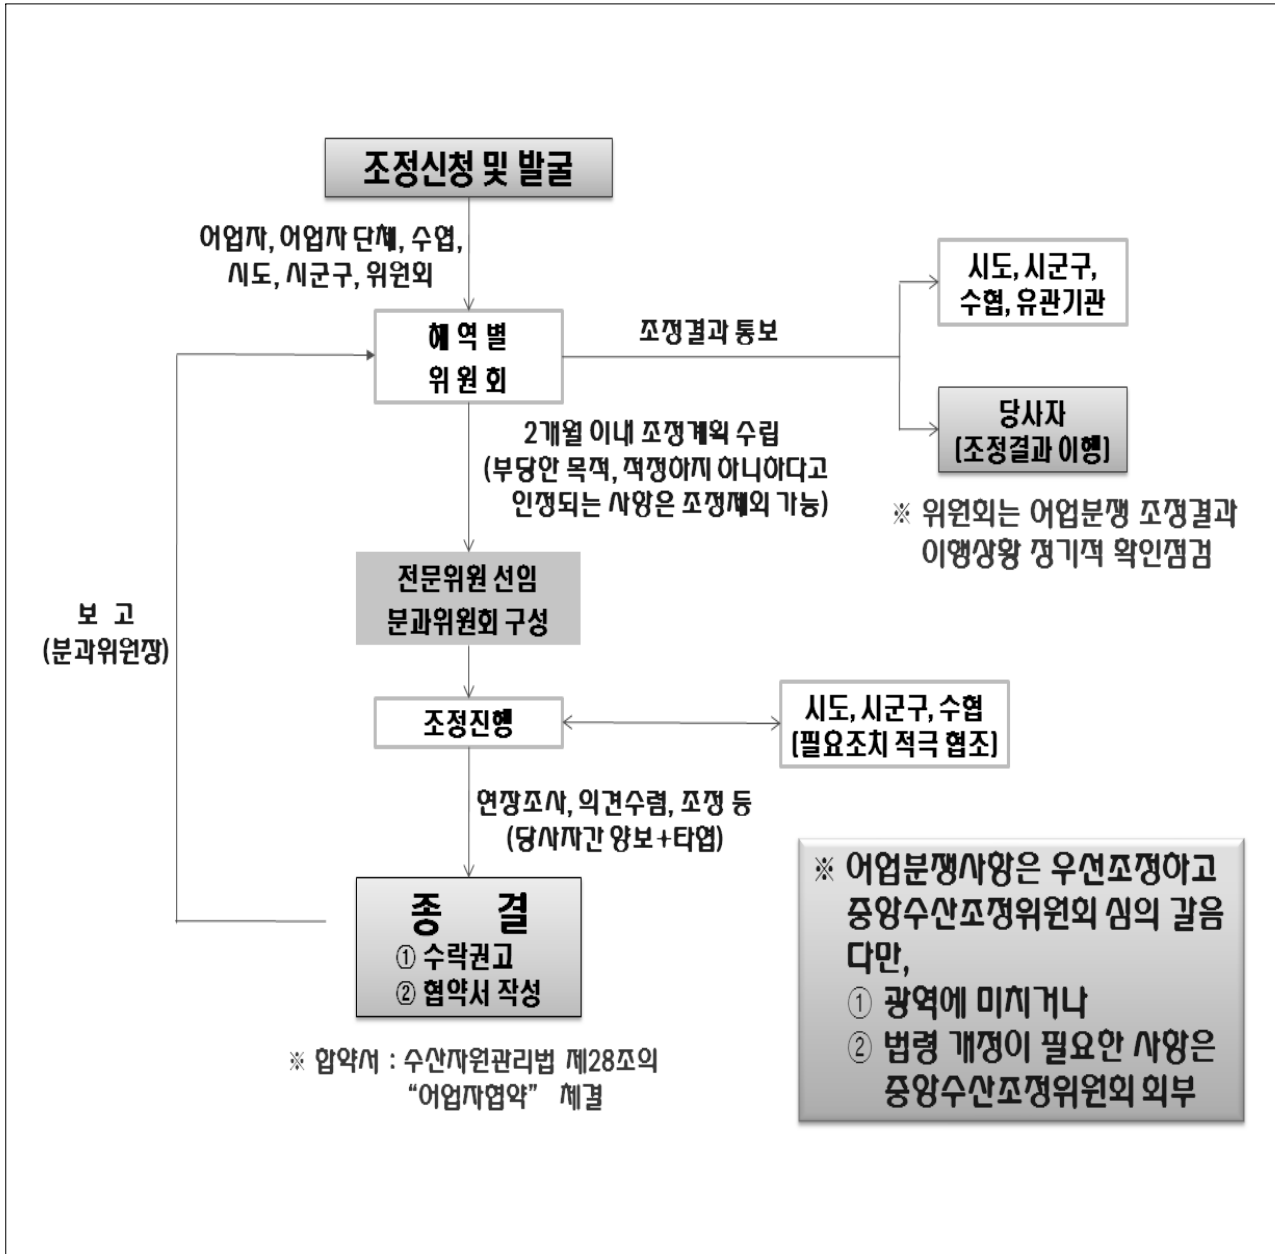 조정신청 및 발굴
어업자, 어업자 단체, 수협,
시도, 시군구, 위원회
해 역 별
위 원 회
조정결과 통보
시도, 시군구,
수협, 유관기관
당사자
(조정결과 이행)
※ 위원회는 어업분쟁 조정결과
이행상황 정기적 확인점검
2개월 이내 조정계획 수립
(부당한 목적, 적정하지 아니하다고
인정되는 사항은 조정제외 가능)
전문위원 선임
분과위원회 구성
보 고
(분과위원장)
조정진행
시도, 시군구, 수협
(필요조치 적극 협조)
현장조사, 의견수렴, 조정 등
(당사자간 양보+타협)
종 결
① 수락권고
② 협약서 작성
※ 합약서 : 수산자원관리법 제28조의
“어업자협약” 체결
※ 어업분쟁사항은 우선조정하고
중앙수산조정위원회 심의 갈음
다만,
① 광역에 미치거나
② 법령 개정이 필요한 사항은
중앙수산조정위원회 회부